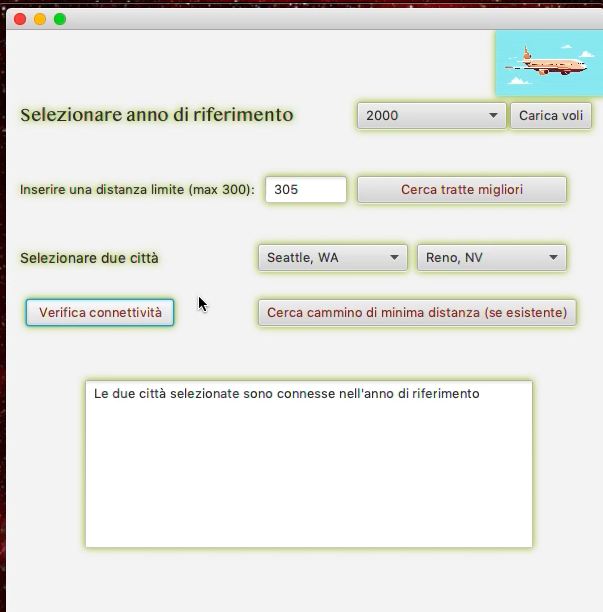 Selezionare anno di riferimento
2000
Carica voli
Inserire una distanza limite (max 300):
305
Cerca tratte migliori
Selezionare due città
Seattle, WA
Reno, NV
Verifica connettività
Cerca cammino di minima distanza (se esistente)
Le due città selezionate sono connesse nell'anno di riferimento